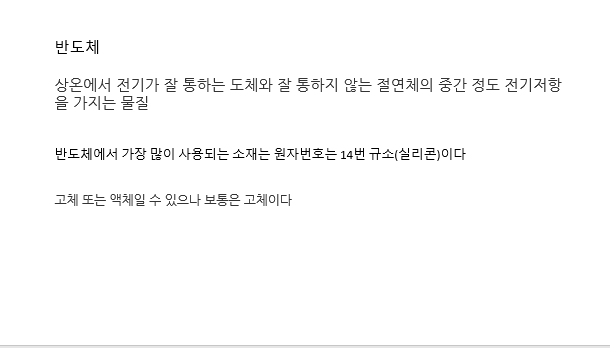 반도체
상온에서 전기가 잘 통하는 도체와 잘 통하지 않는 절연체의 중간 정도 전기저항
을 가지는 물질
반도체에서 가장 많이 사용되는 소재는 원자번호는 14번 규소(실리콘)이다
고체 또는 액체일 수 있으나 보통은 고체이다